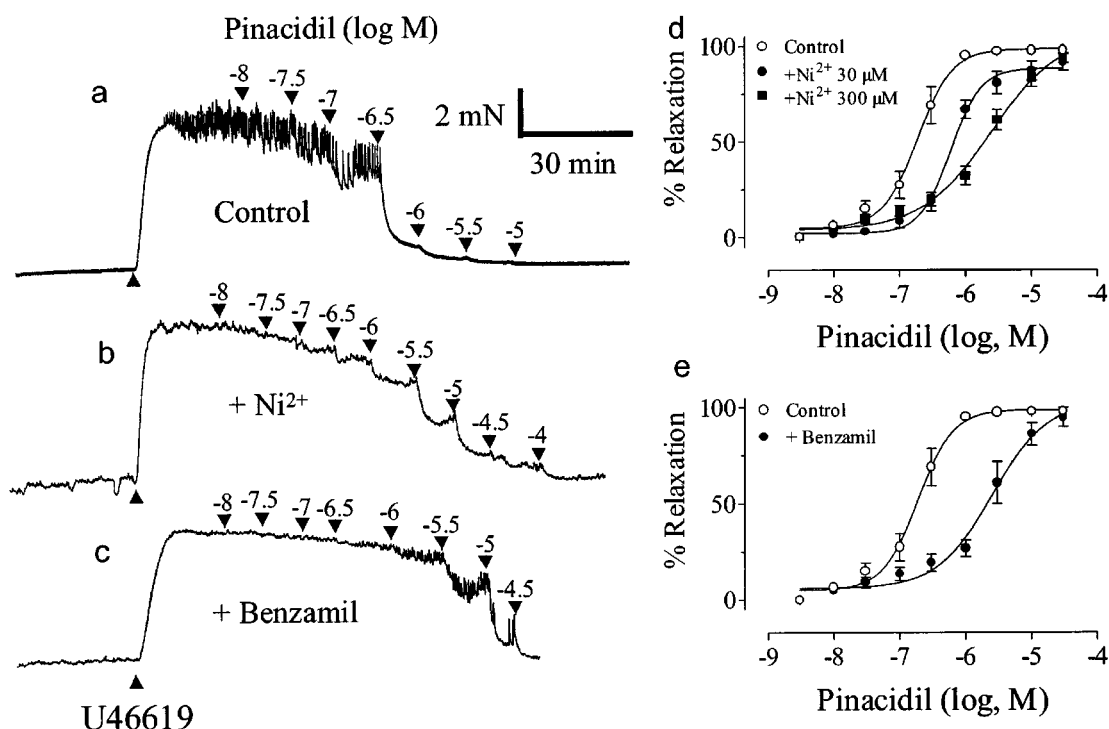 Pinacidil (log M)
a
-8
-7.5
-7
-6.5
2 mN
30 min
Control
-6
-5.5
-5
b
-8
-7.5
-7
-6.5
-6
-5.5
-5
-4.5
-4
+ Ni²⁺
c
-8
-7.5
-7
-6.5
-6
-5.5
-5
-4.5
+ Benzamil
U46619
d
Control
+Ni²⁺ 30 μM
+Ni²⁺ 300 μM
% Relaxation
100
50
0
-9 -8 -7 -6 -5 -4
Pinacidil (log, M)
e
Control
+ Benzamil
% Relaxation
100
50
0
-9 -8 -7 -6 -5 -4
Pinacidil (log, M)